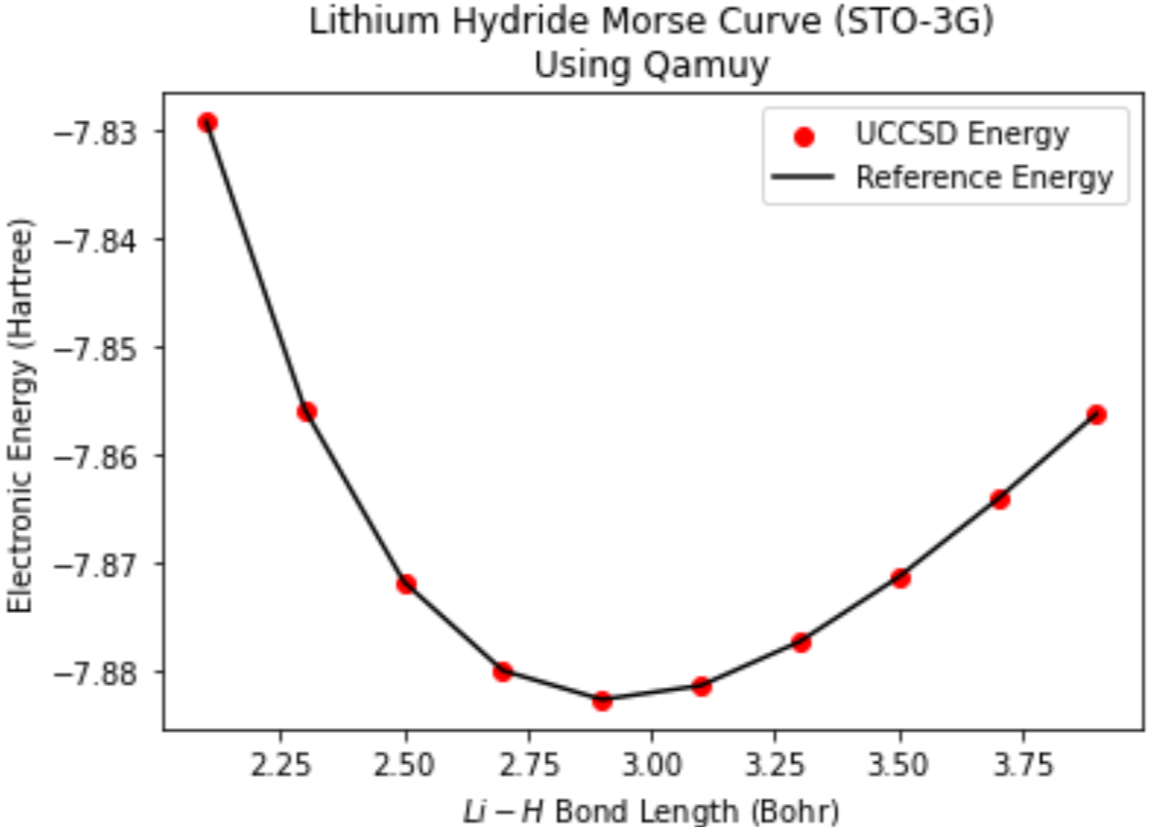 Lithium Hydride Morse Curve (STO-3G)
Using Qamuy
UCCSD Energy
Reference Energy
Electronic Energy (Hartree)
−7.83
−7.84
−7.85
−7.86
−7.87
−7.88
2.25 2.50 2.75 3.00 3.25 3.50 3.75
Li − H Bond Length (Bohr)